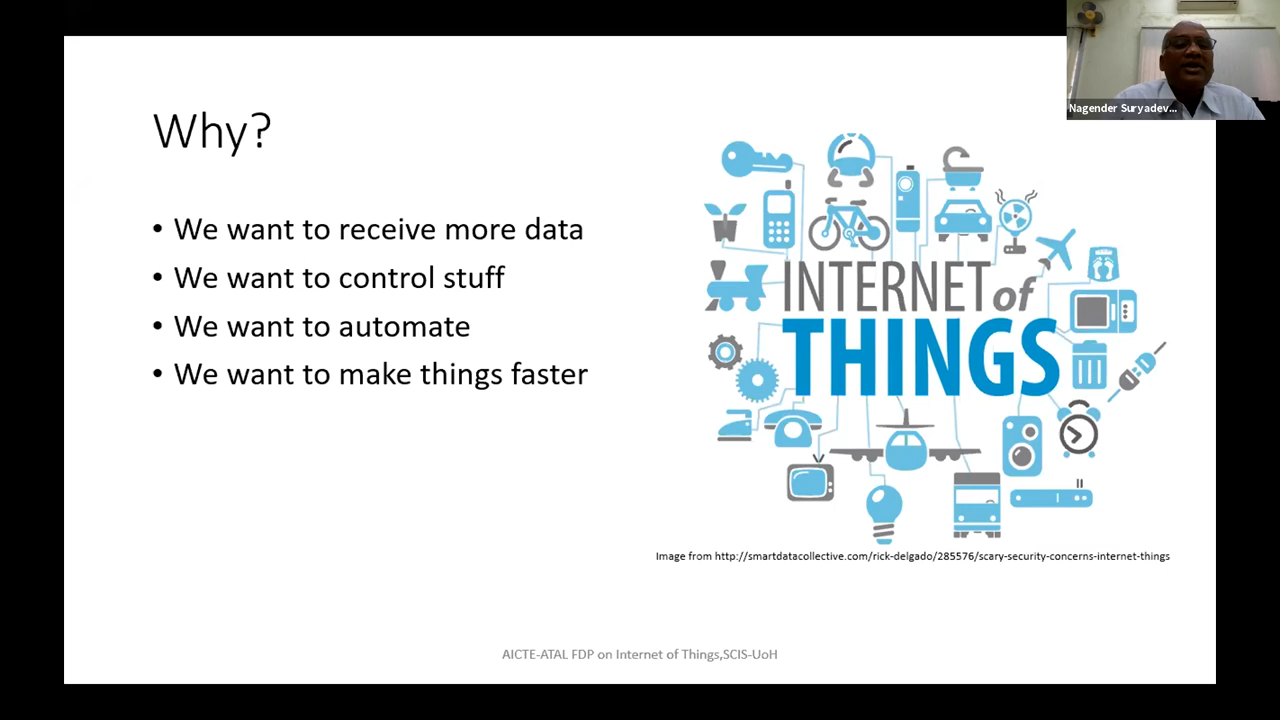 Nagender Suryadev...
Why?
• We want to receive more data
• We want to control stuff
• We want to automate
• We want to make things faster
INTERNET of
THINGS
Image from http://smartdatacollective.com/rick-delgado/285576/scary-security-concerns-internet-things
AICTE-ATAL FDP on Internet of Things,SCIS-UoH